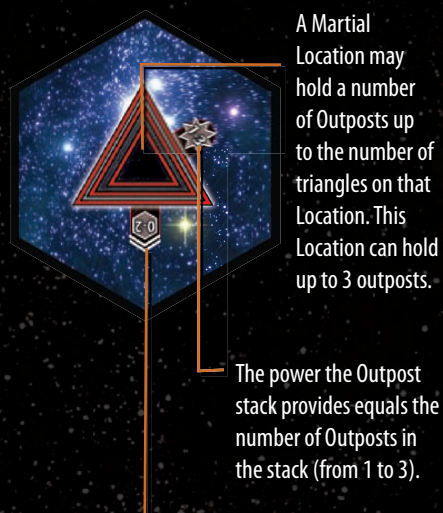 A Martial
Location may
hold a number
of Outposts up
to the number of
triangles on that
Location. This
Location can hold
up to 3 outposts.
0-2
The power the Outpost
stack provides equals the
number of Outposts in
the stack (from 1 to 3).